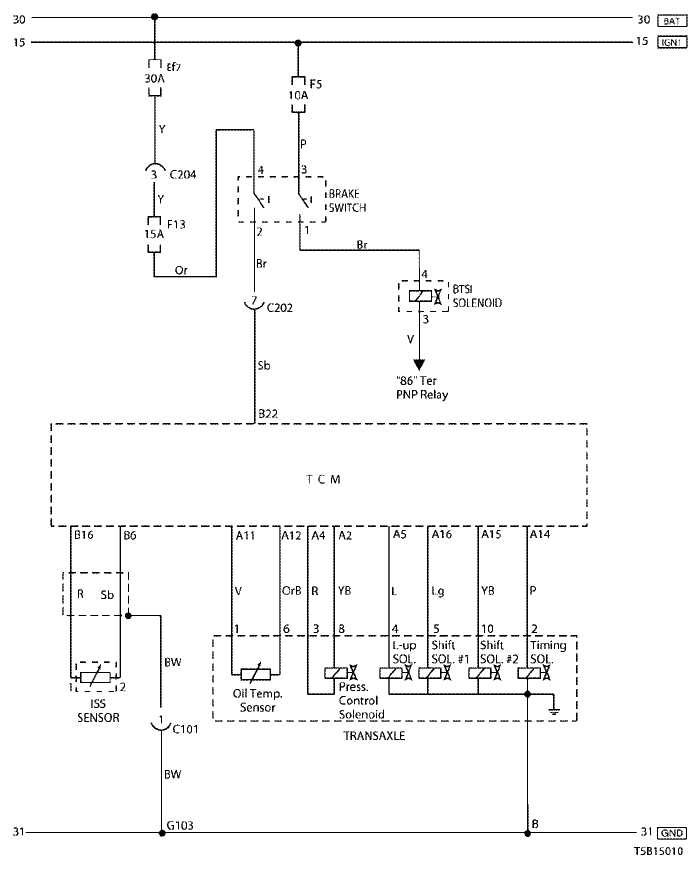 30 30 BAT
15 15 IGN1
Ef7
30A
F5
10A
Y
P
3 C204
4 3
Y
BRAKE
SWITCH
F13
15A
2 1
Or
Br
Br
4
BTSI
SOLENOID
7 C202
3
V
Sb
"86" Ter
PNP Relay
B22
T C M
B16 B6 A11 A12 A4 A2 A5 A16 A15 A14
R Sb V OrB R YB L Lg YB P
1 6 3 8 4 5 10 2
L-up
SOL.
Shift
SOL. #1
Shift
SOL. #2
Timing
SOL.
BW
1 2
ISS
SENSOR
Oil Temp.
Sensor
Press.
Control
Solenoid
1 C101
TRANSAXLE
BW
G103
B
31 31 GND
T5B15010